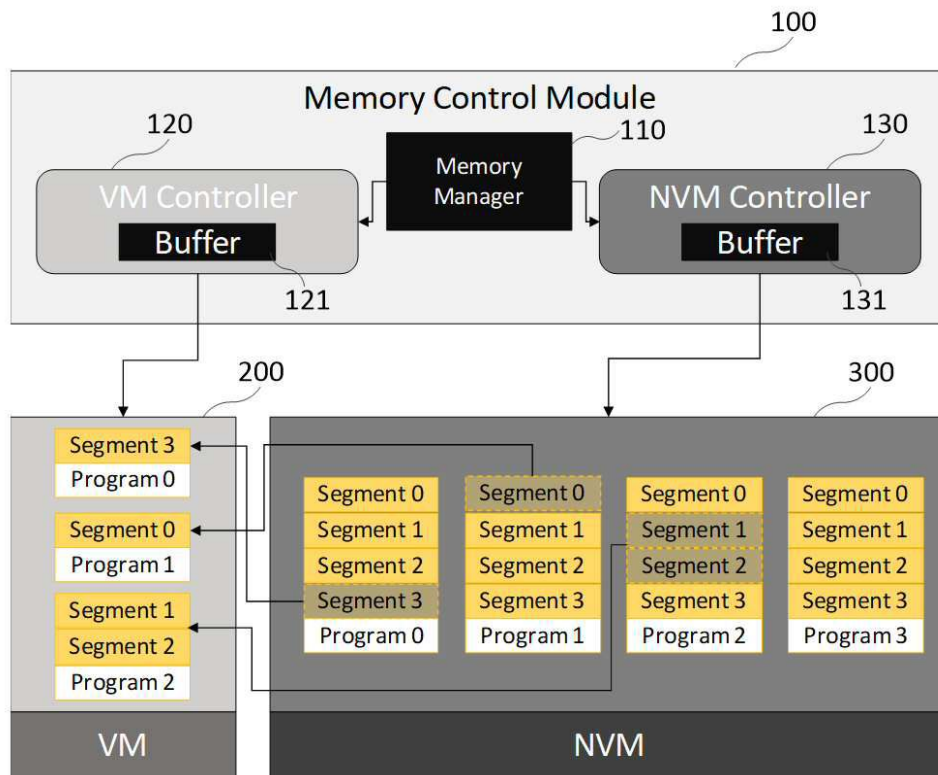 100
Memory Control Module
120
110
130
Memory
Manager
VM Controller
Buffer
121
NVM Controller
Buffer
131
200
300
Segment 3
Program 0
Segment 0
Program 1
Segment 1
Segment 2
Program 2
VM
Segment 0
Segment 1
Segment 2
Segment 3
Program 0
Segment 0
Segment 1
Segment 2
Segment 3
Program 1
Segment 0
Segment 1
Segment 2
Segment 3
Program 2
Segment 0
Segment 1
Segment 2
Segment 3
Program 3
NVM